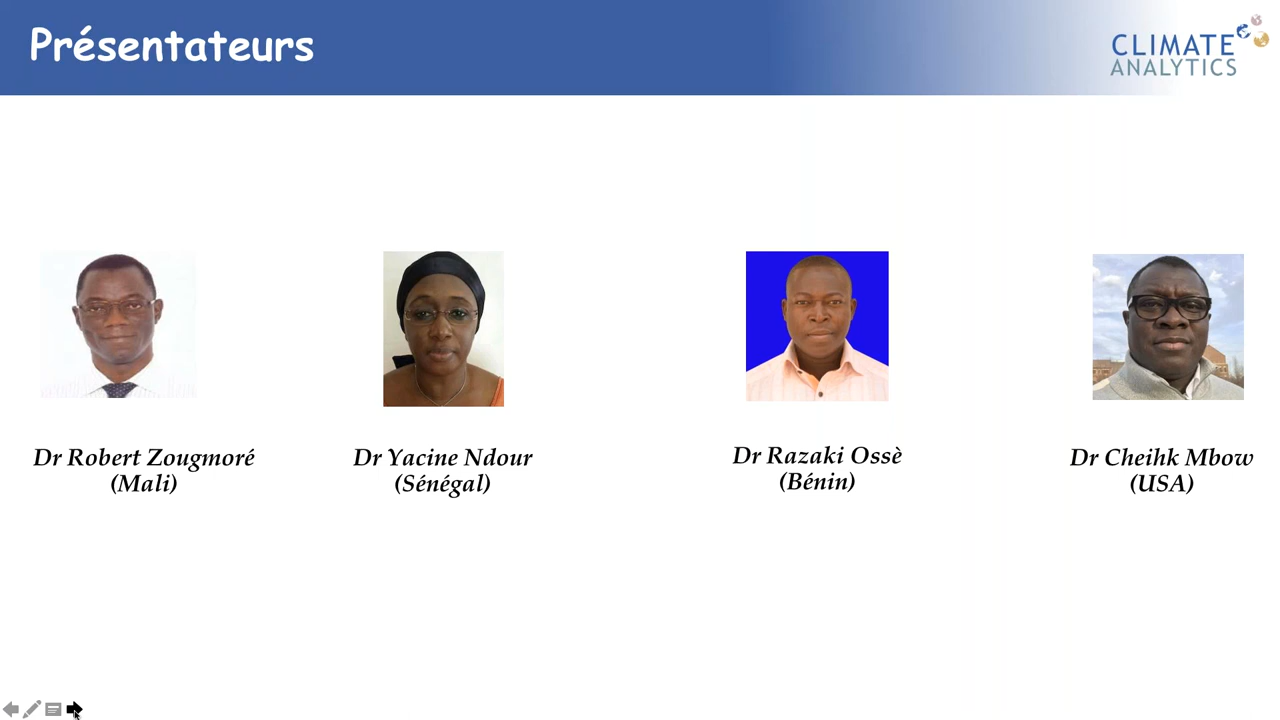 Présentateurs
CLIMATE
ANALYTICS
Dr Robert Zougmoré
(Mali)
Dr Yacine Ndour
(Sénégal)
Dr Razaki Ossè
(Bénin)
Dr Cheihk Mbow
(USA)